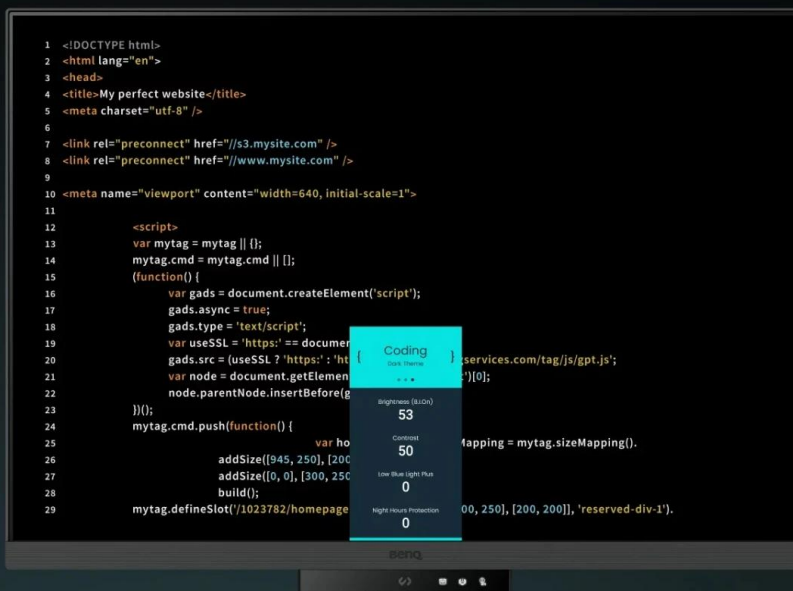 1 <!DOCTYPE html>
2 <html lang="en">
3 <head>
4 <title>My perfect website</title>
5 <meta charset="utf-8" />
6
7 <link rel="preconnect" href="//s3.mysite.com" />
8 <link rel="preconnect" href="//www.mysite.com" />
9
10 <meta name="viewport" content="width=640, initial-scale=1">
11
12 <script>
13 var mytag = mytag || {};
14 mytag.cmd = mytag.cmd || [];
15 (function() {
16 var gads = document.createElement('script');
17 gads.async = true;
18 gads.type = 'text/script';
19 var useSSL = 'https:' == docume
20 gads.src = (useSSL ? 'https:' : 'ht services.com/tag/js/gpt.js';
21 var node = document.getElemen ')[0];
22 node.parentNode.insertBefore(g
23 })();
24 mytag.cmd.push(function() {
25 var ho Mapping = mytag.sizeMapping().
26 addSize([945, 250], [200
27 addSize([0, 0], [300, 250
28 build();
29 mytag.defineSlot('/1023782/homepage 00, 250], [200, 200]], 'reserved-div-1').
{ Coding }
Dark Theme
Brightness (B.I.On)
53
Contrast
50
Low Blue Light Plus
0
Night Hours Protection
0
BenQ